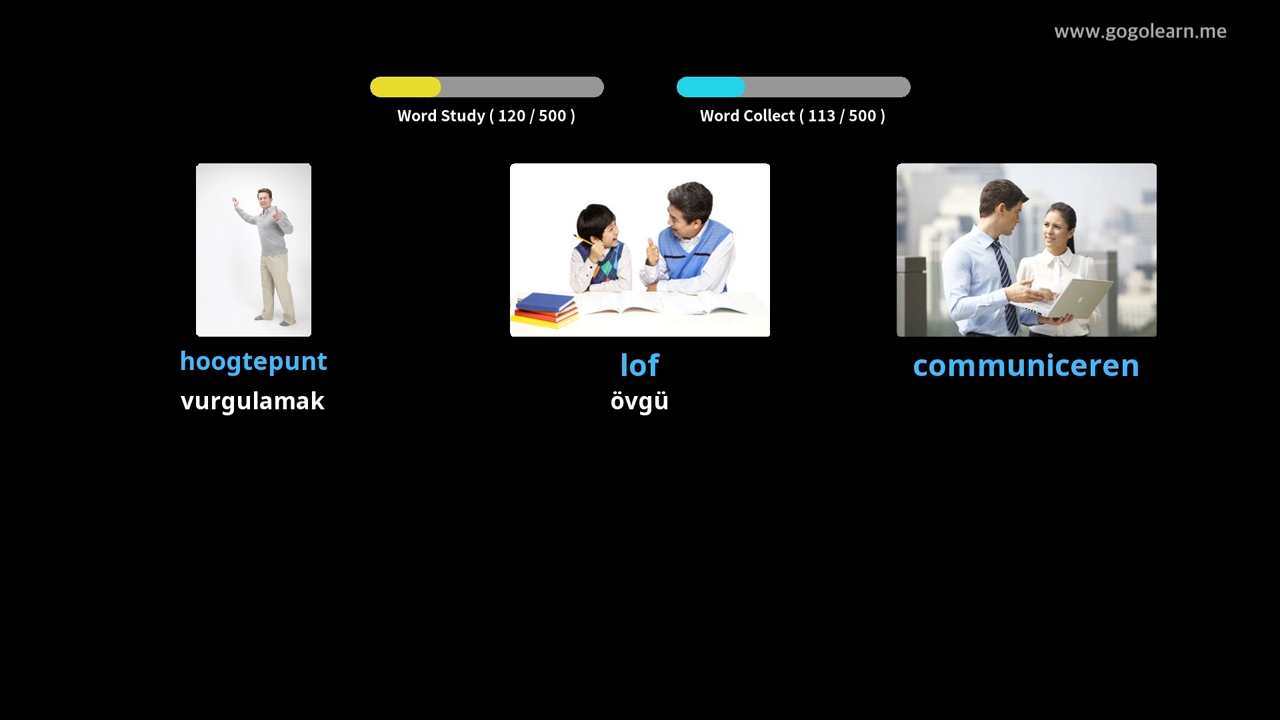 www.gogolearn.me
Word Study ( 120 / 500 )
Word Collect ( 113 / 500 )
hoogtepunt
lof
communiceren
vurgulamak
övgü